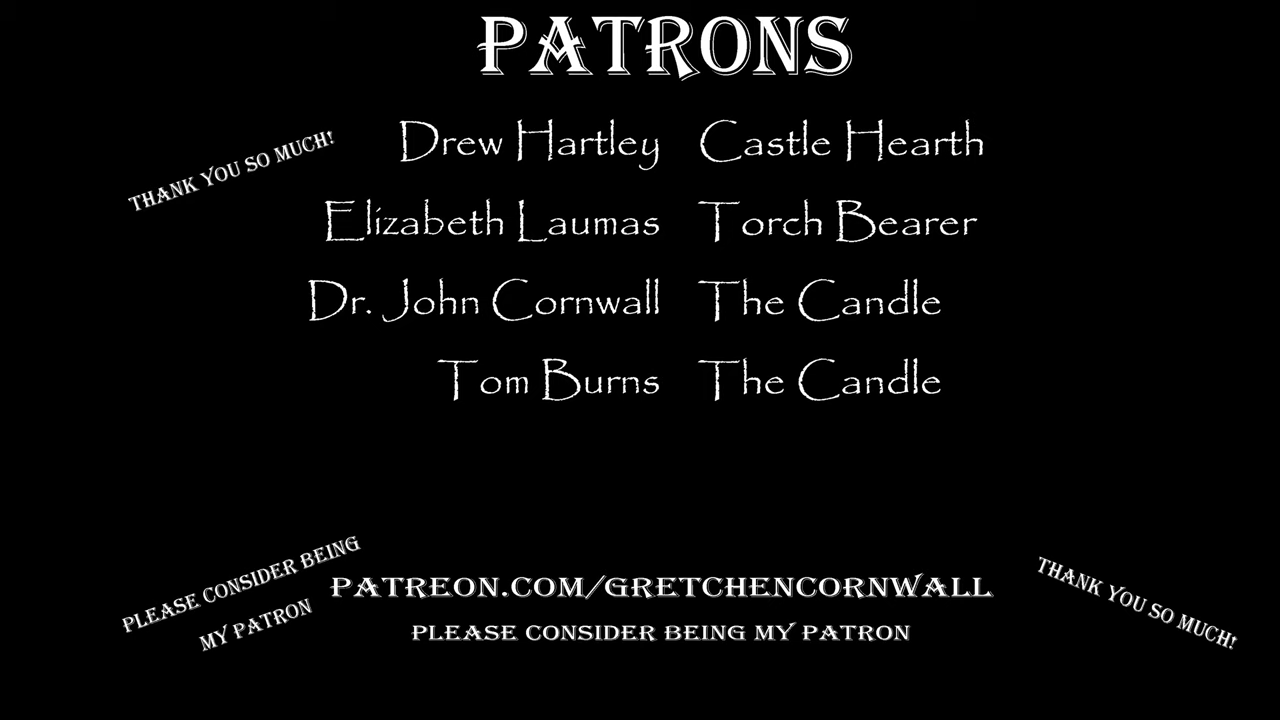 PATRONS
THANK YOU SO MUCH!
Drew Hartley Castle Hearth
Elizabeth Laumas Torch Bearer
Dr. John Cornwall The Candle
Tom Burns The Candle
PLEASE CONSIDER BEING
MY PATRON
PATREON.COM/GRETCHENCORNWALL
PLEASE CONSIDER BEING MY PATRON
THANK YOU SO MUCH!